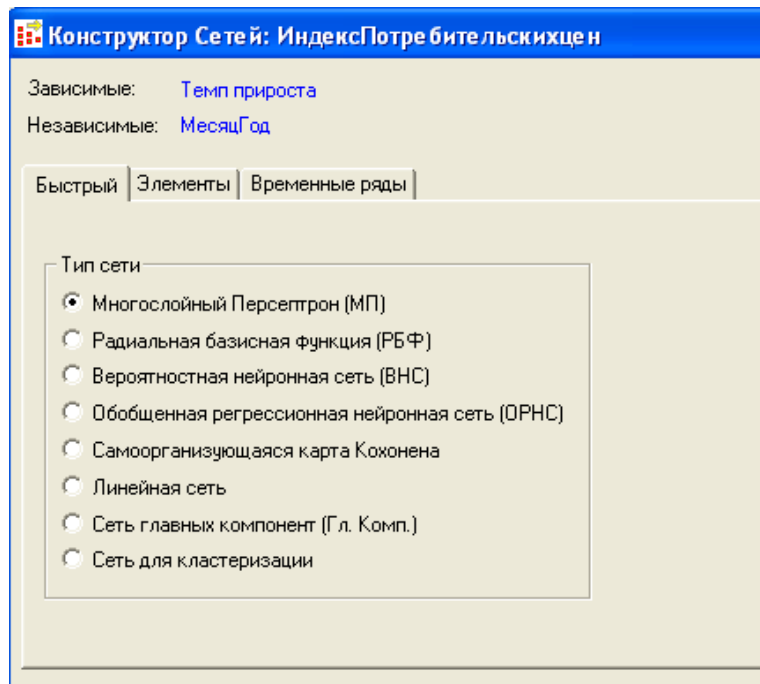 Конструктор Сетей: ИндексПотребительскихцен
Зависимые: Темп прироста
Независимые: МесяцГод
Быстрый Элементы Временные ряды
Тип сети
Многослойный Персептрон (МП)
Радиальная базисная функция (РБФ)
Вероятностная нейронная сеть (ВНС)
Обобщенная регрессионная нейронная сеть (ОРНС)
Самоорганизующаяся карта Кохонена
Линейная сеть
Сеть главных компонент (Гл. Комп.)
Сеть для кластеризации